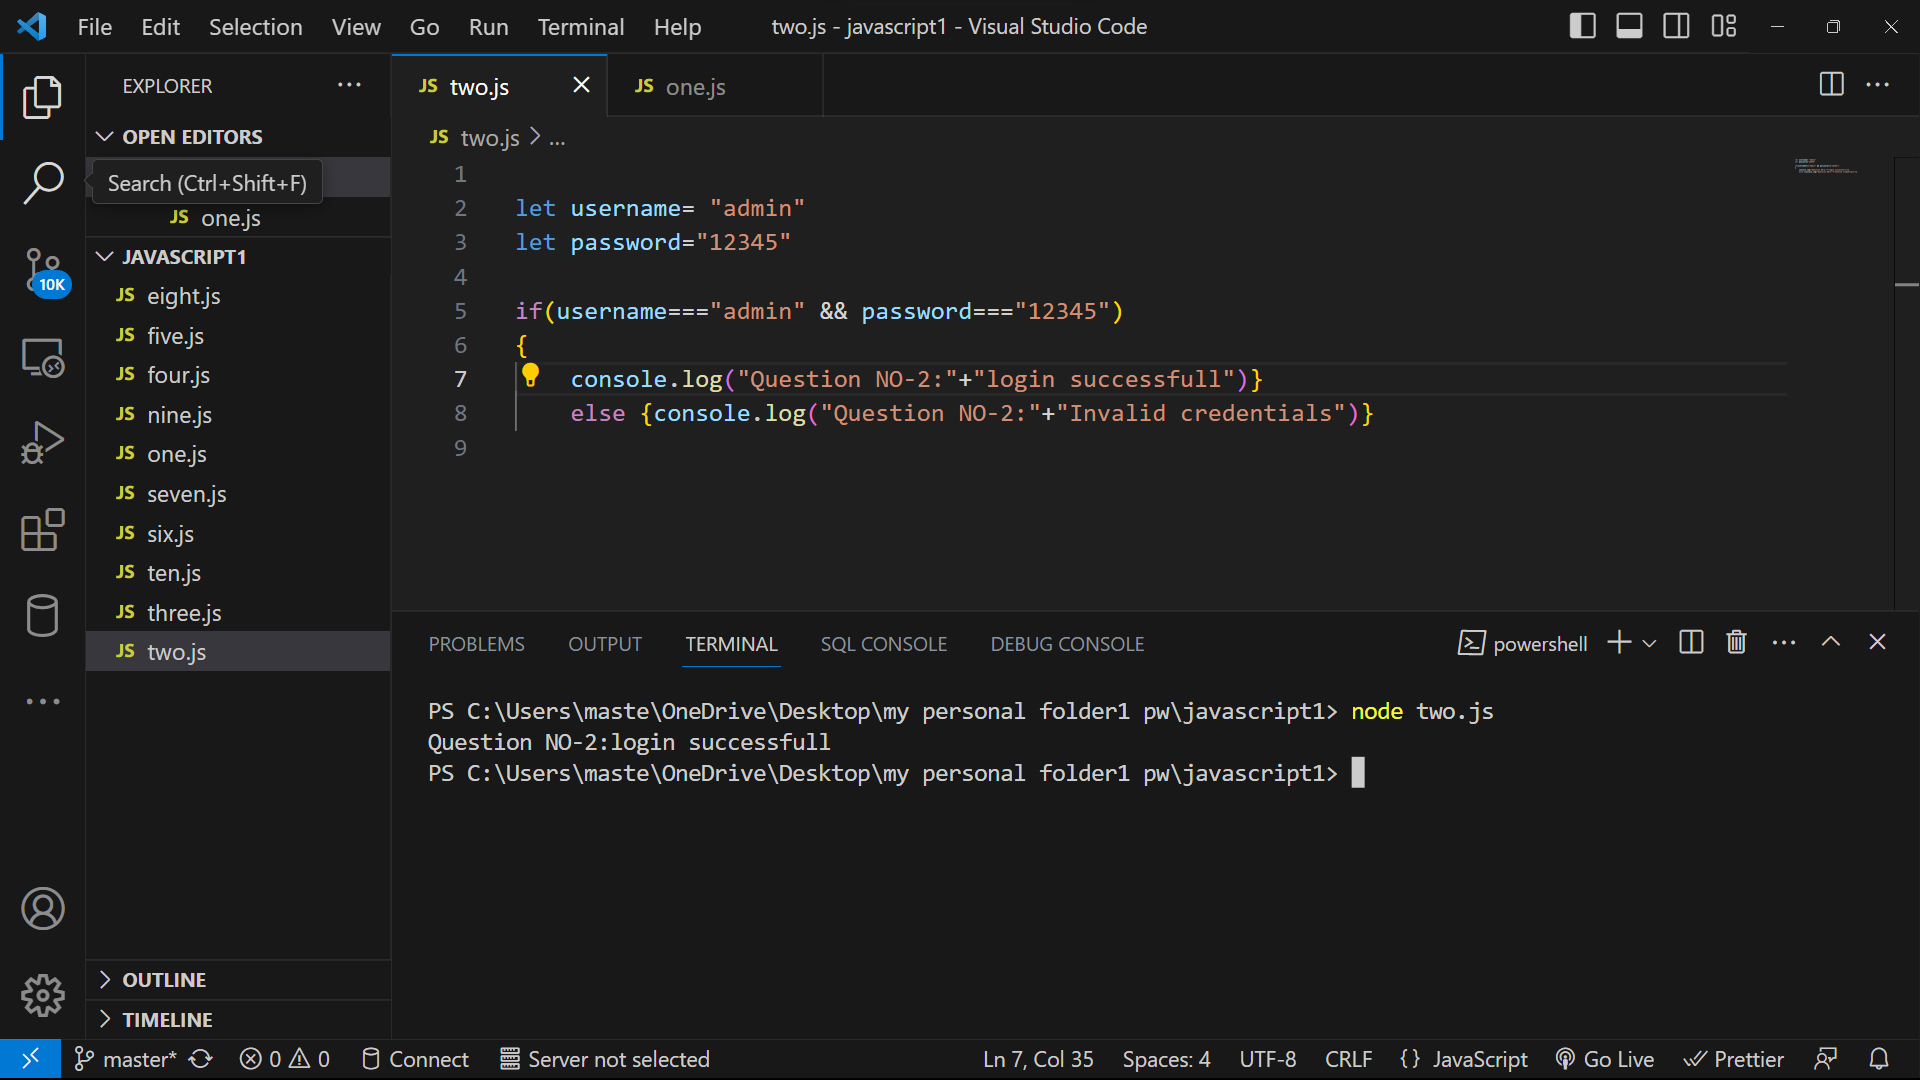 File Edit Selection View Go Run Terminal Help two.js - javascript1 - Visual Studio Code
EXPLORER
JS two.js
JS one.js
OPEN EDITORS
JS two.js > ...
Search (Ctrl+Shift+F)
JS one.js
10K
JAVASCRIPT1
JS eight.js
JS five.js
JS four.js
JS nine.js
JS one.js
JS seven.js
JS six.js
JS ten.js
JS three.js
JS two.js
OUTLINE
TIMELINE
1
2 let username= "admin"
3 let password="12345"
4
5 if(username==="admin" && password==="12345")
6 {
7 console.log("Question NO-2:"+"login successfull")}
8 else {console.log("Question NO-2:"+"Invalid credentials")}
9
PROBLEMS OUTPUT TERMINAL SQL CONSOLE DEBUG CONSOLE powershell
PS C:\Users\maste\OneDrive\Desktop\my personal folder1 pw\javascript1> node two.js
Question NO-2:login successfull
PS C:\Users\maste\OneDrive\Desktop\my personal folder1 pw\javascript1>
master* 0 0 Connect Server not selected Ln 7, Col 35 Spaces: 4 UTF-8 CRLF {} JavaScript Go Live Prettier